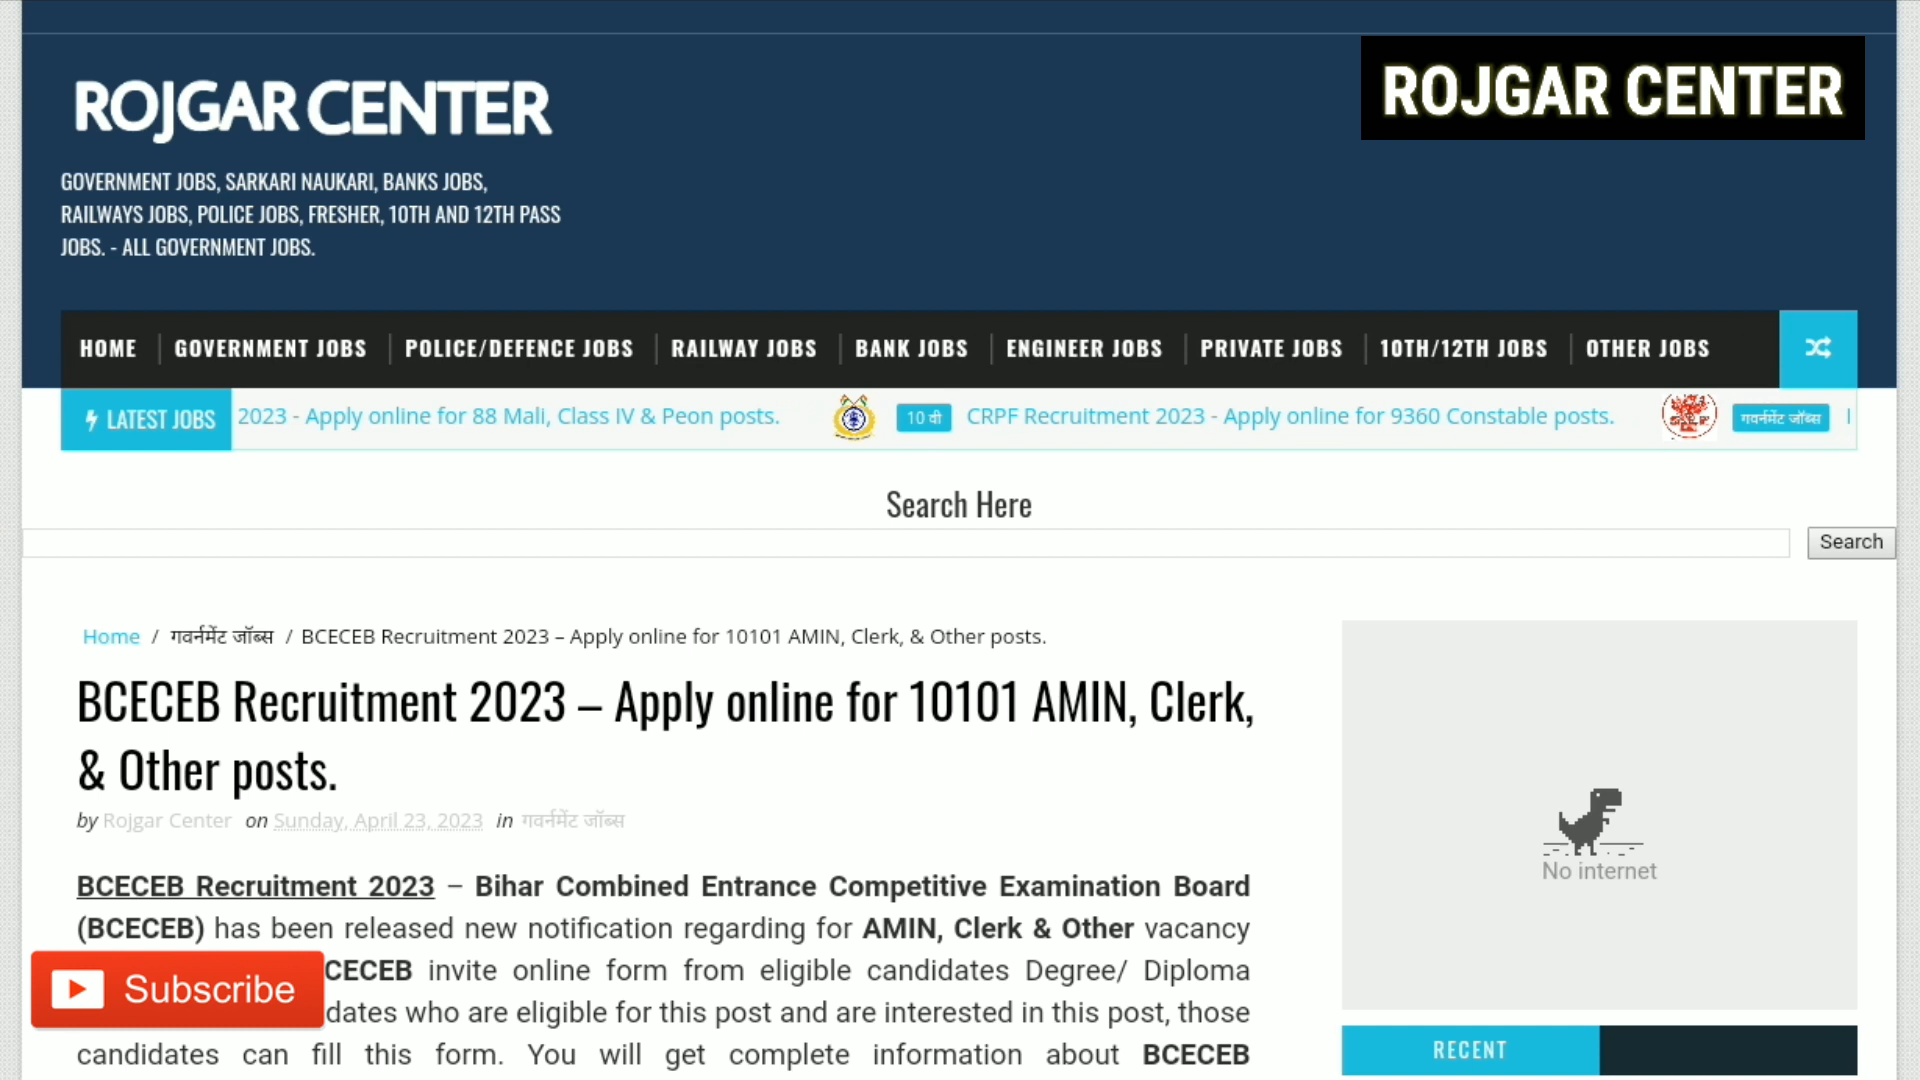 ROJGAR CENTER
ROJGAR CENTER
GOVERNMENT JOBS, SARKARI NAUKARI, BANKS JOBS,
RAILWAYS JOBS, POLICE JOBS, FRESHER, 10TH AND 12TH PASS
JOBS. - ALL GOVERNMENT JOBS.
HOME GOVERNMENT JOBS POLICE/DEFENCE JOBS RAILWAY JOBS BANK JOBS ENGINEER JOBS PRIVATE JOBS 10TH/12TH JOBS OTHER JOBS
LATEST JOBS 2023 - Apply online for 88 Mali, Class IV & Peon posts. 10 वी CRPF Recruitment 2023 - Apply online for 9360 Constable posts. गवर्नमेंट जॉब्स
Search Here
Search
Home / गवर्नमेंट जॉब्स / BCECEB Recruitment 2023 – Apply online for 10101 AMIN, Clerk, & Other posts.
BCECEB Recruitment 2023 – Apply online for 10101 AMIN, Clerk,
& Other posts.
by Rojgar Center on Sunday, April 23, 2023 in गवर्नमेंट जॉब्स
No internet
BCECEB Recruitment 2023 – Bihar Combined Entrance Competitive Examination Board
(BCECEB) has been released new notification regarding for AMIN, Clerk & Other vacancy
CECEB invite online form from eligible candidates Degree/ Diploma
Subscribe
dates who are eligible for this post and are interested in this post, those
candidates can fill this form. You will get complete information about BCECEB
RECENT